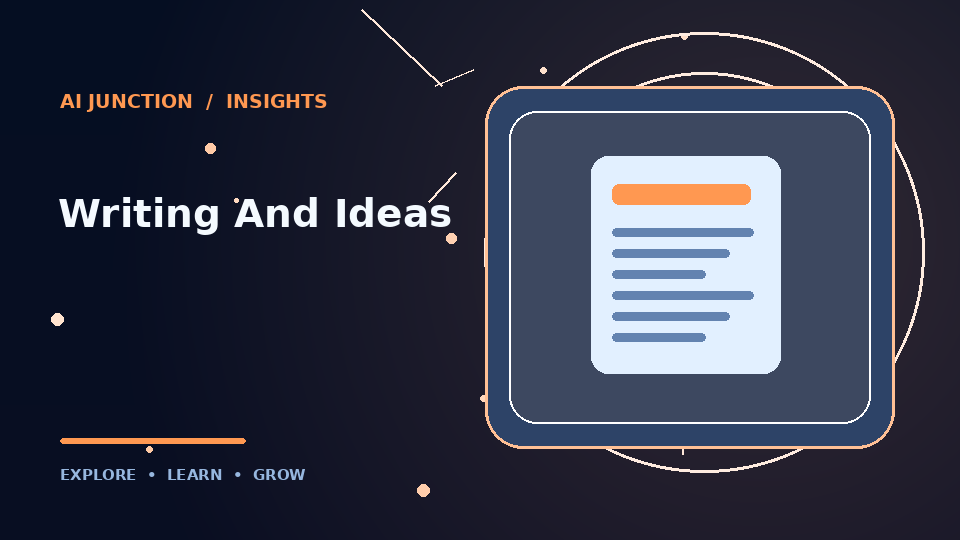 AI JUNCTION / INSIGHTS
Writing And Ideas
EXPLORE • LEARN • GROW